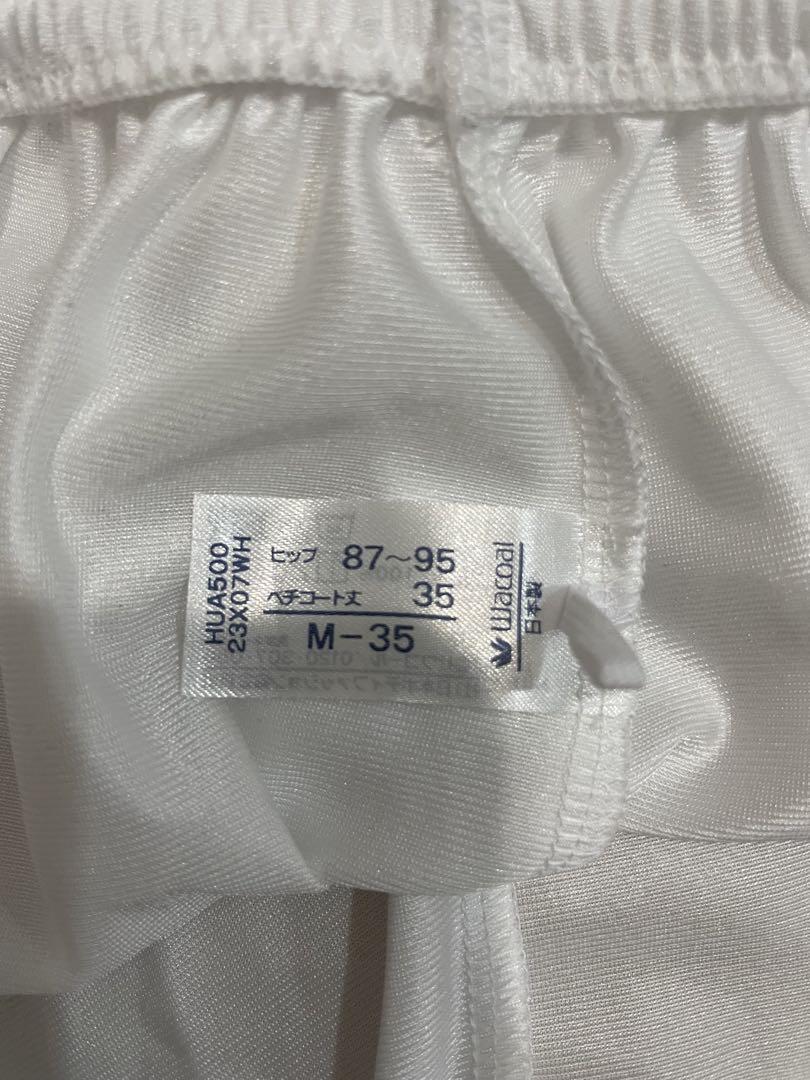 HUA500
23X07WH
ヒップ 87〜95
ペチコート丈 35
M-35
wacoal
日本製